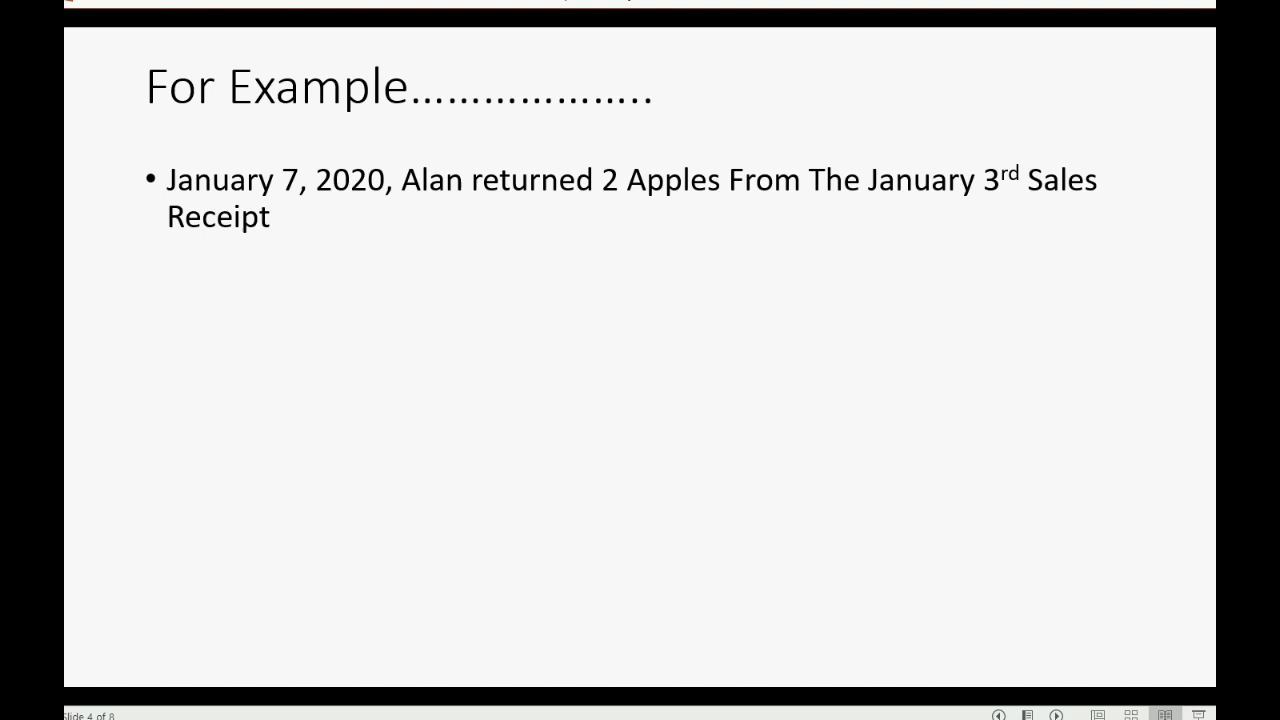 For Example………………..
• January 7, 2020, Alan returned 2 Apples From The January 3rd Sales
Receipt
Slide 4 of 8